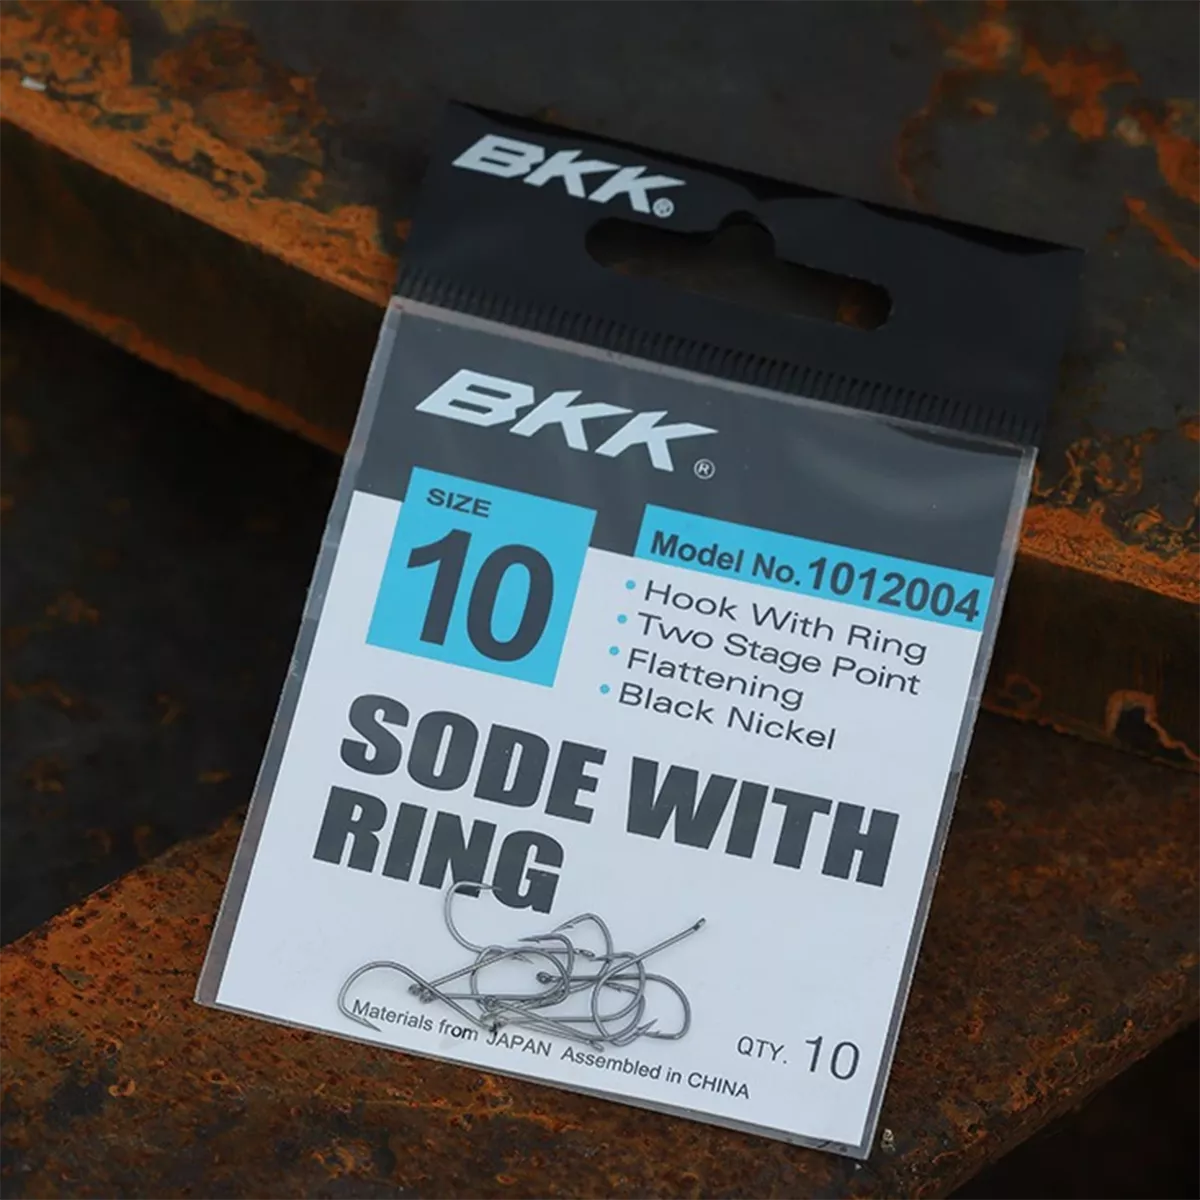 BKK®
BKK®
SIZE
10
Model No. 1012004
• Hook With Ring
• Two Stage Point
• Flattening
• Black Nickel
SODE WITH
RING
Materials from JAPAN Assembled in CHINA
QTY. 10